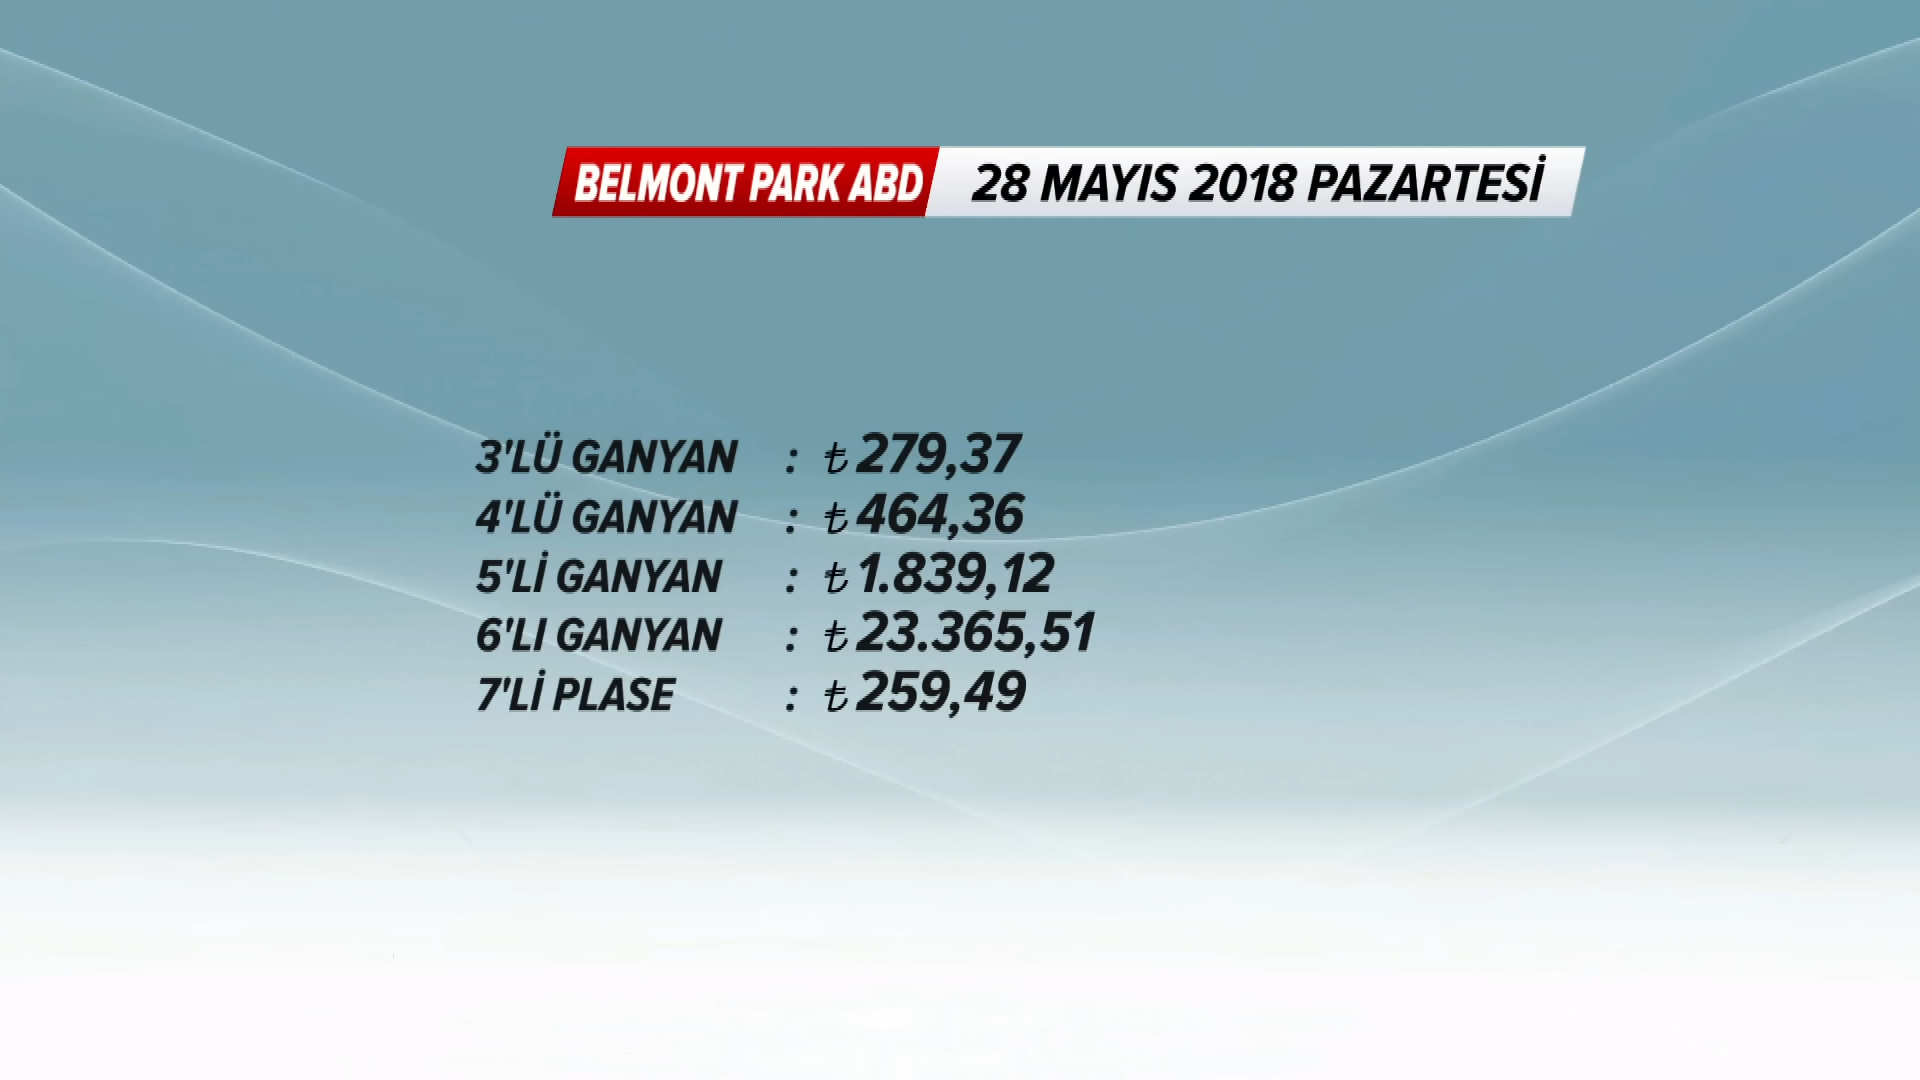 BELMONT PARK ABD 28 MAYIS 2018 PAZARTESİ
3'LÜ GANYAN : ₺279,37
4'LÜ GANYAN : ₺464,36
5'Lİ GANYAN : ₺1.839,12
6'LI GANYAN : ₺23.365,51
7'Lİ PLASE : ₺259,49